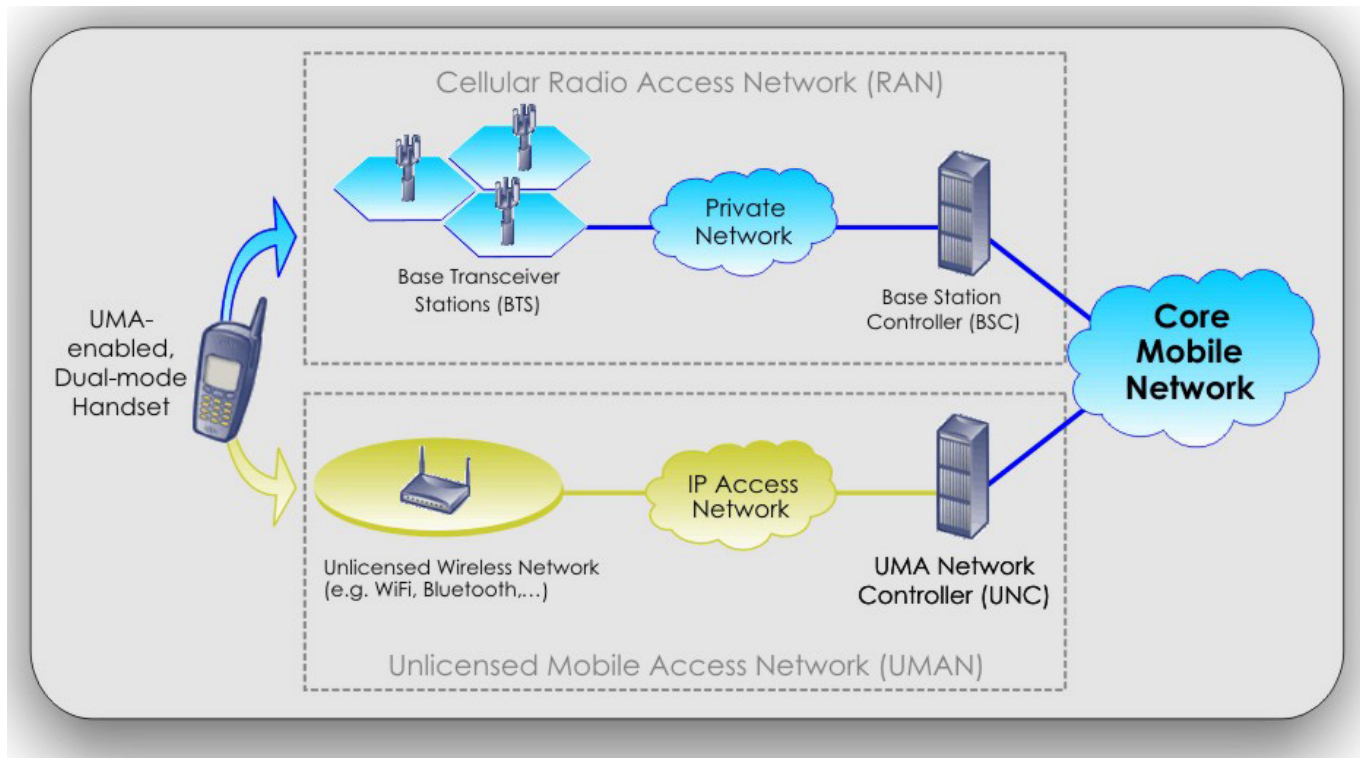 Cellular Radio Access Network (RAN)
Private
Network
Base Transceiver
Stations (BTS)
Base Station
Controller (BSC)
UMA-
enabled,
Dual-mode
Handset
Core
Mobile
Network
IP Access
Network
Unlicensed Wireless Network
(e.g. WiFi, Bluetooth,...)
UMA Network
Controller (UNC)
Unlicensed Mobile Access Network (UMAN)